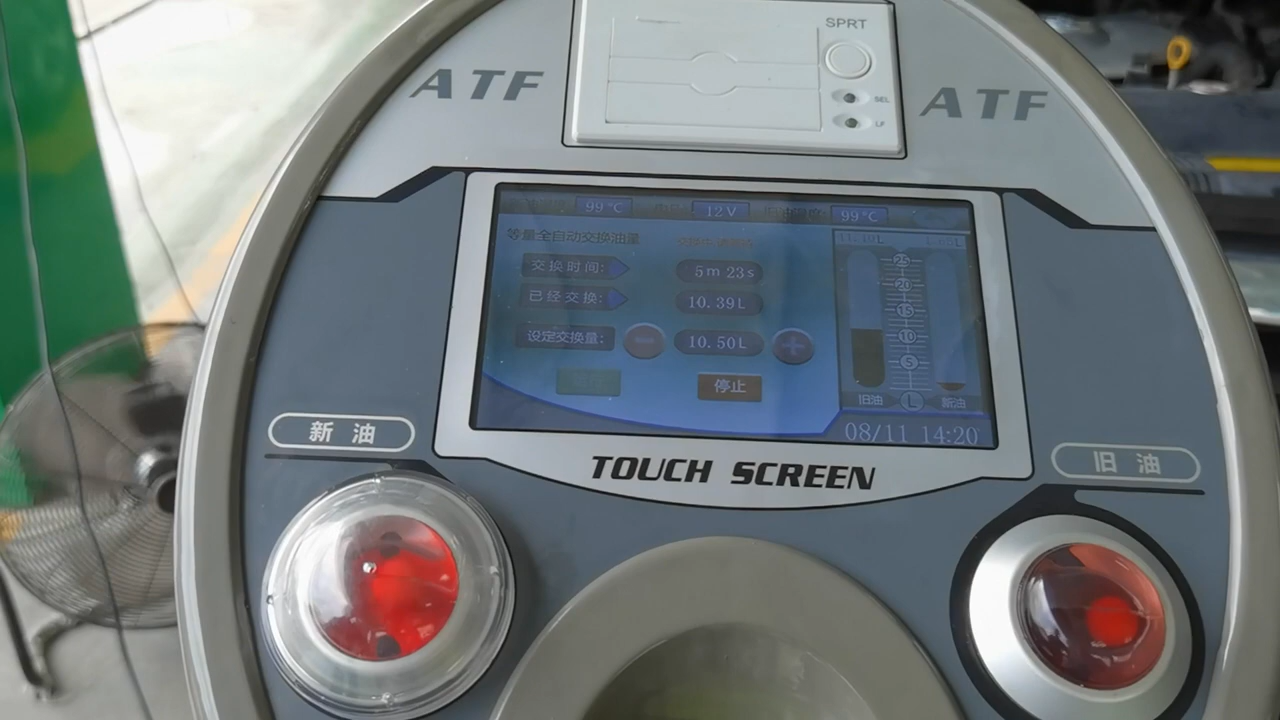 SPRT
ATF
ATF
SEL
LF
99℃
12V
99℃
等量全自动交换油量
交换时间:
5m 23s
已经交换:
10.39L
设定交换量:
10.50L
停止
25
20
15
10
5
L
旧油
新油
08/11 14:20
新油
旧油
TOUCH SCREEN